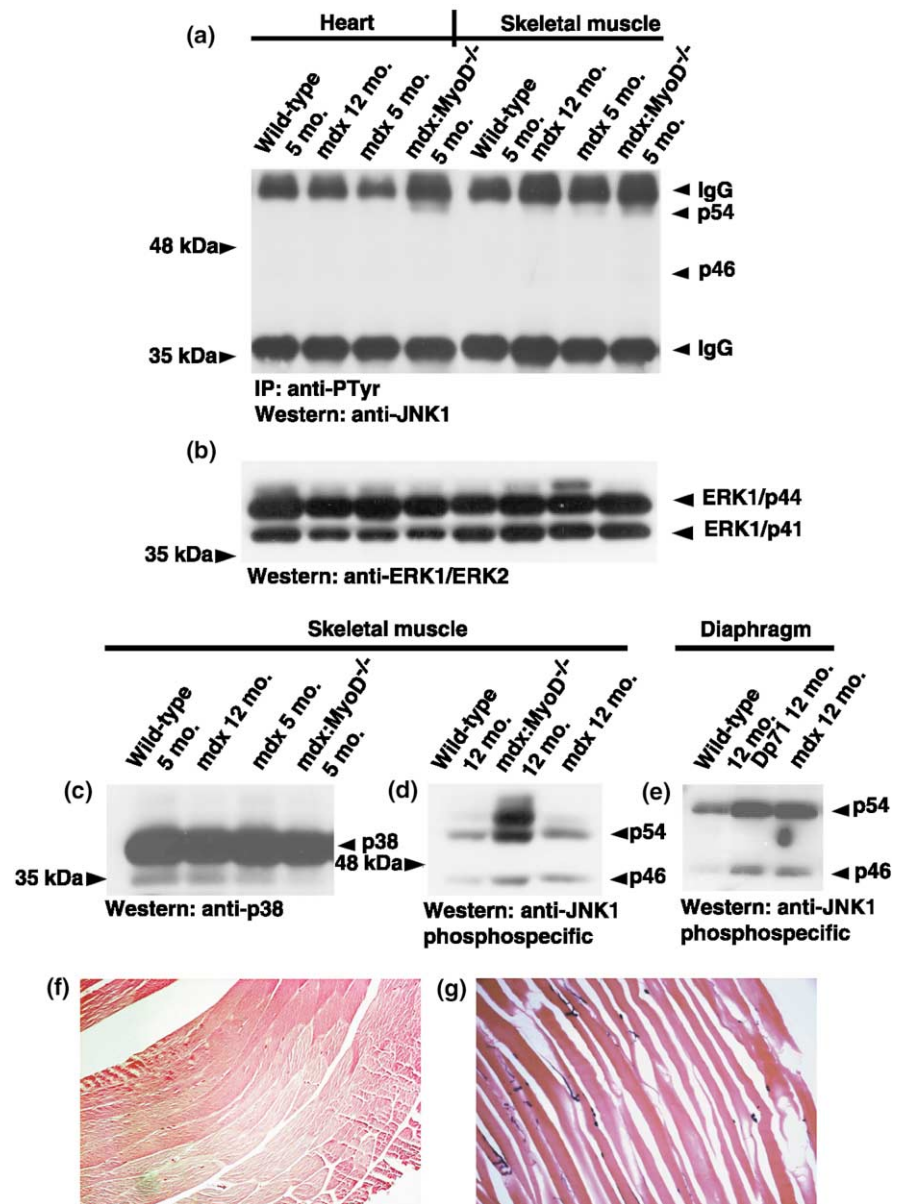 Heart Skeletal muscle
(a)
Wild-type 5 mo.
mdx 12 mo.
mdx 5 mo.
mdx:MyoD-/- 5 mo.
Wild-type 5 mo.
mdx 12 mo.
mdx 5 mo.
mdx:MyoD-/- 5 mo.
IgG
p54
48 kDa
p46
35 kDa
IgG
IP: anti-PTyr
Western: anti-JNK1
(b)
ERK1/p44
ERK1/p41
35 kDa
Western: anti-ERK1/ERK2
Skeletal muscle
Diaphragm
Wild-type 5 mo.
mdx 12 mo.
mdx 5 mo.
mdx:MyoD-/- 5 mo.
Wild-type 12 mo.
mdx:MyoD-/- 12 mo.
mdx 12 mo.
Wild-type 12 mo.
Dp71 12 mo.
mdx 12 mo.
(c)
p38
35 kDa
Western: anti-p38
(d)
p54
48 kDa
p46
Western: anti-JNK1
phosphospecific
(e)
p54
p46
Western: anti-JNK1
phosphospecific
(f)
(g)